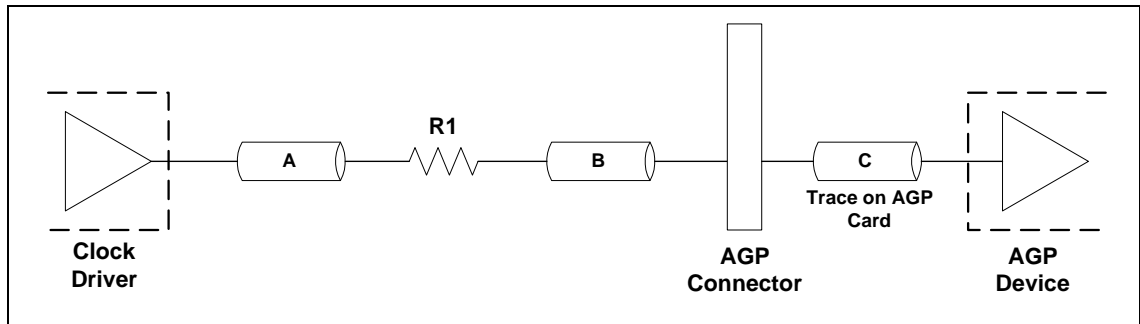 A
R1
B
C
Trace on AGP
Card
Clock
Driver
AGP
Connector
AGP
Device